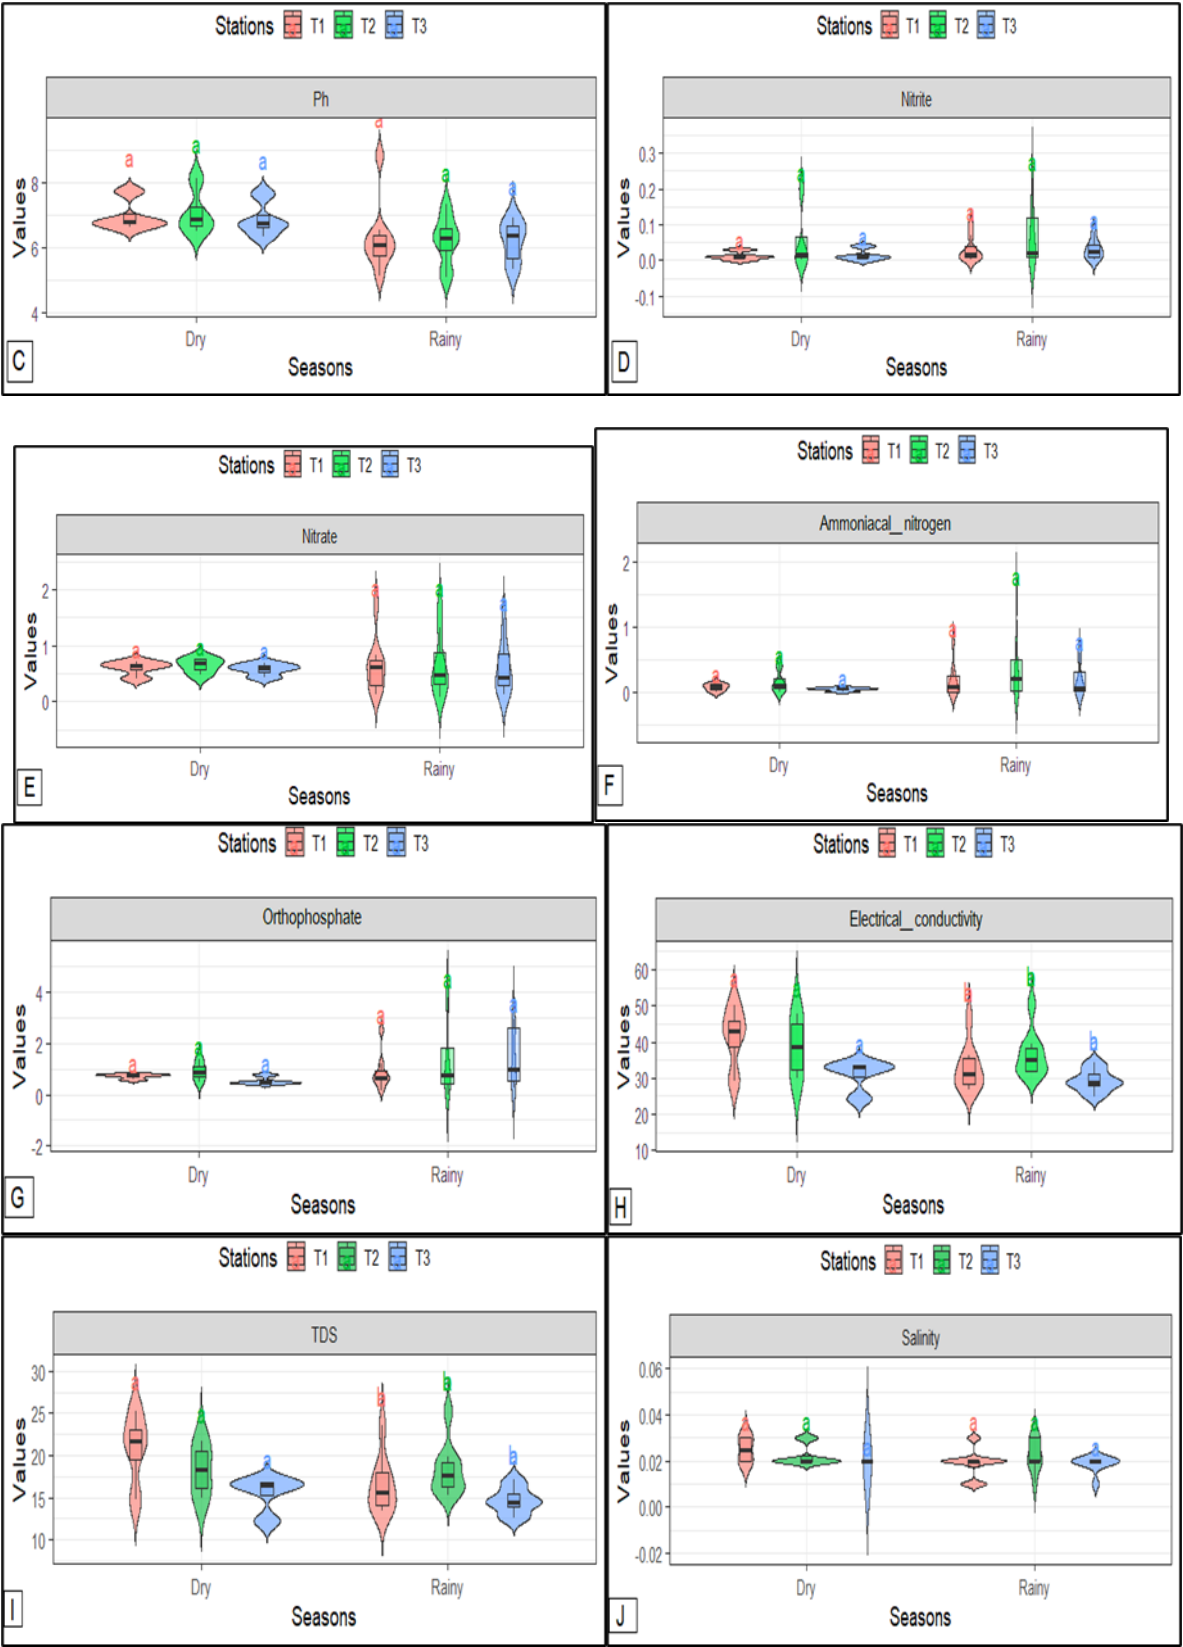 Stations T1 T2 T3
Ph
a a a a a a
Values
8
6
4
Dry Rainy
Seasons
C
Stations T1 T2 T3
Nitrite
a a a a a a
Values
0.3
0.2
0.1
0.0
-0.1
Dry Rainy
Seasons
D
Stations T1 T2 T3
Nitrate
a a a a a a
Values
2
1
0
Dry Rainy
Seasons
E
Stations T1 T2 T3
Ammoniacal_nitrogen
a a a a a a
Values
2
1
0
Dry Rainy
Seasons
F
Stations T1 T2 T3
Orthophosphate
a a a a a a
Values
4
2
0
-2
Dry Rainy
Seasons
G
Stations T1 T2 T3
Electrical_conductivity
a a a b b b
Values
60
50
40
30
20
10
Dry Rainy
Seasons
H
Stations T1 T2 T3
TDS
a a a b b b
Values
30
25
20
15
10
Dry Rainy
Seasons
I
Stations T1 T2 T3
Salinity
a a a a a a
Values
0.06
0.04
0.02
0.00
-0.02
Dry Rainy
Seasons
J